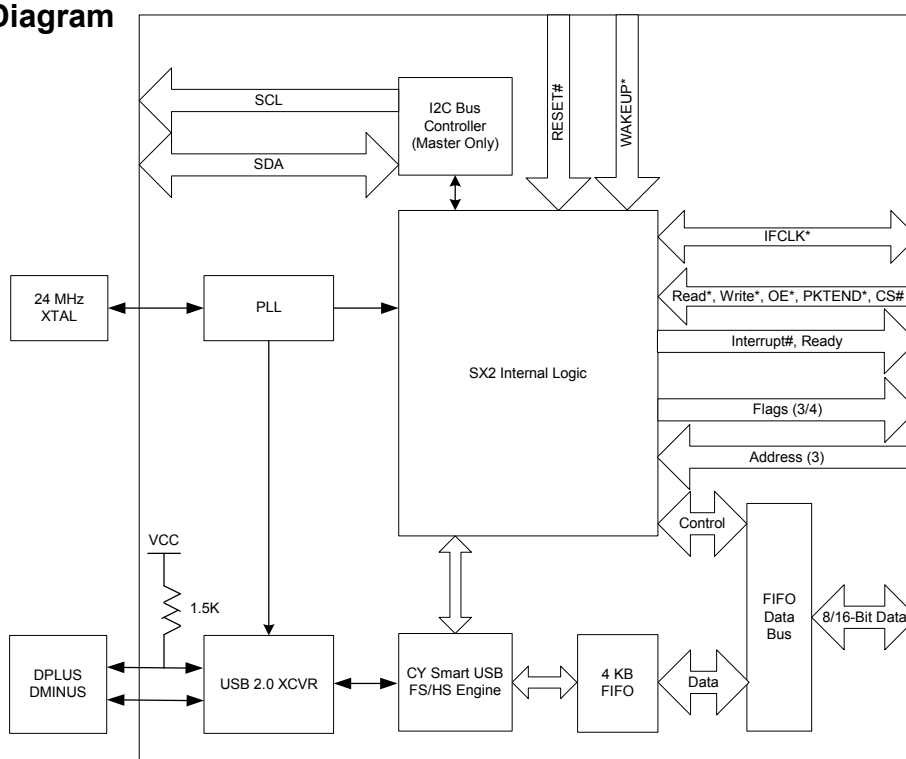 Diagram
SCL
I2C Bus
Controller
(Master Only)
SDA
RESET#
WAKEUP*
IFCLK*
24 MHz
XTAL
PLL
Read*, Write*, OE*, PKTEND*, CS#
Interrupt#, Ready
SX2 Internal Logic
Flags (3/4)
Address (3)
Control
VCC
1.5K
FIFO
Data
Bus
8/16-Bit Data
DPLUS
DMINUS
USB 2.0 XCVR
CY Smart USB
FS/HS Engine
4 KB
FIFO
Data